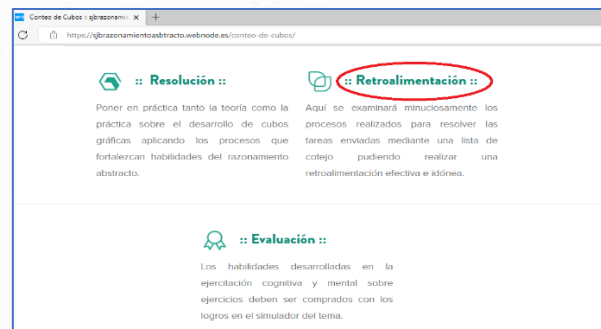 Conteo de Cubos :: sjbrazonamie
https://sjbrazonamientoasbtracto.webnode.es/conteo-de-cubos/
:: Resolución ::
Poner en práctica tanto la teoría como la
práctica sobre el desarrollo de cubos
gráficas aplicando los procesos que
fortalezcan habilidades del razonamiento
abstracto.
:: Retroalimentación ::
Aquí se examinará minuciosamente los
procesos realizados para resolver las
tareas enviadas mediante una lista de
cotejo pudiendo realizar una
retroalimentación efectiva e idónea.
:: Evaluación ::
Los habilidades desarrolladas en la
ejercitación cognitiva y mental sobre
ejercicios deben ser comprados con los
logros en el simulador del tema.